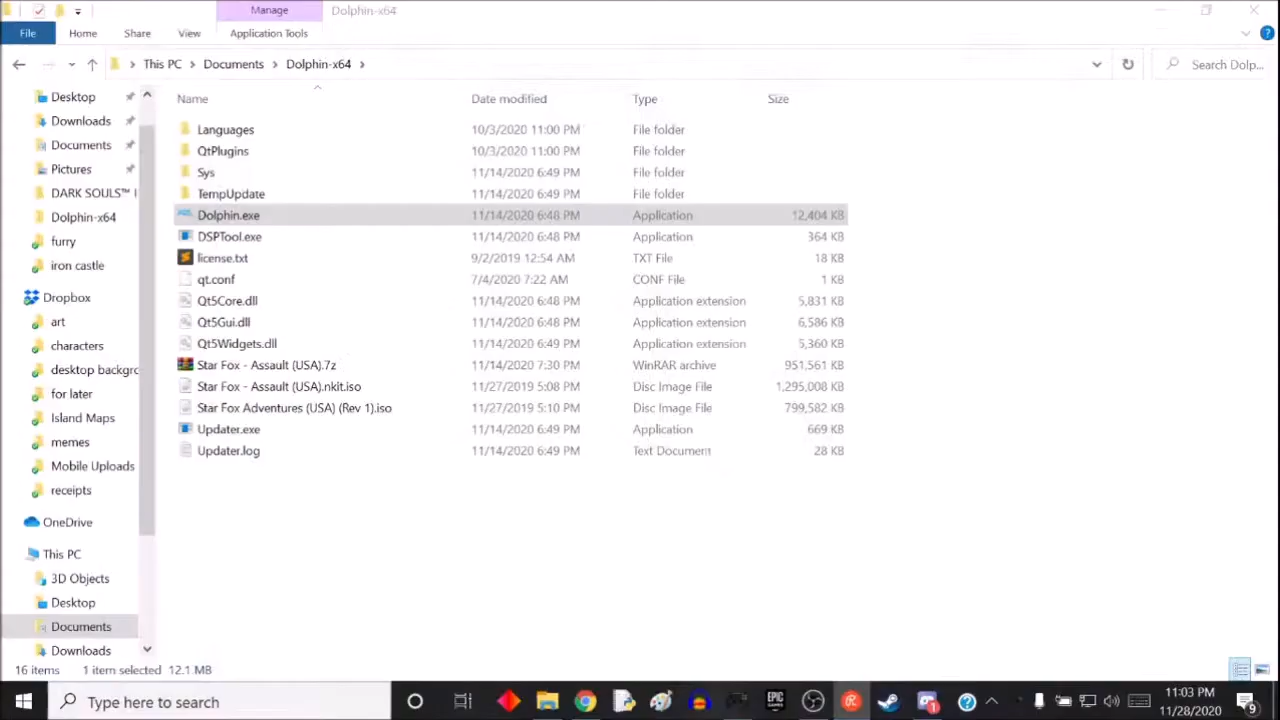 Manage
Dolphin-x64
File
Home
Share
View
Application Tools
This PC
Documents
Dolphin-x64
Search Dolp...
Desktop
Downloads
Documents
Pictures
DARK SOULS™ I
Dolphin-x64
furry
iron castle
Dropbox
art
characters
desktop backgro
for later
Island Maps
memes
Mobile Uploads
receipts
OneDrive
This PC
3D Objects
Desktop
Documents
Downloads
Name Date modified Type Size
Languages 10/3/2020 11:00 PM File folder
QtPlugins 10/3/2020 11:00 PM File folder
Sys 11/14/2020 6:49 PM File folder
TempUpdate 11/14/2020 6:49 PM File folder
Dolphin.exe 11/14/2020 6:48 PM Application 12,404 KB
DSPTool.exe 11/14/2020 6:48 PM Application 364 KB
license.txt 9/2/2019 12:54 AM TXT File 18 KB
qt.conf 7/4/2020 7:22 AM CONF File 1 KB
Qt5Core.dll 11/14/2020 6:48 PM Application extension 5,831 KB
Qt5Gui.dll 11/14/2020 6:48 PM Application extension 6,586 KB
Qt5Widgets.dll 11/14/2020 6:48 PM Application extension 5,360 KB
Star Fox - Assault (USA).7z 11/14/2020 7:30 PM WinRAR archive 951,561 KB
Star Fox - Assault (USA).nkit.iso 11/27/2019 5:08 PM Disc Image File 1,295,008 KB
Star Fox Adventures (USA) (Rev 1).iso 11/27/2019 5:10 PM Disc Image File 799,582 KB
Updater.exe 11/14/2020 6:49 PM Application 669 KB
Updater.log 11/14/2020 6:49 PM Text Document 28 KB
16 items 1 item selected 12.1 MB
Type here to search
EPIC
GAMES
1
11:03 PM
11/28/2020
9